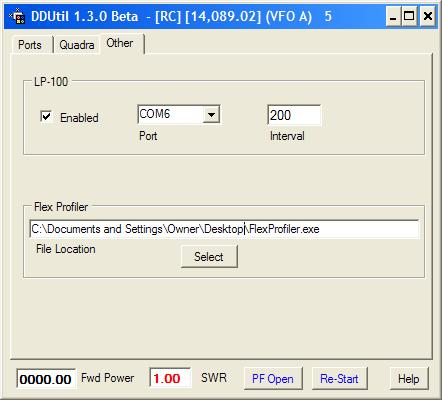 DDUtil 1.3.0 Beta - [RC] [14,089.02] (VFO A) 5
Ports Quadra Other
LP-100
Enabled COM6 200
Port Interval
Flex Profiler
C:\Documents and Settings\Owner\Desktop\FlexProfiler.exe
File Location
Select
0000.00 Fwd Power 1.00 SWR PF Open Re-Start Help